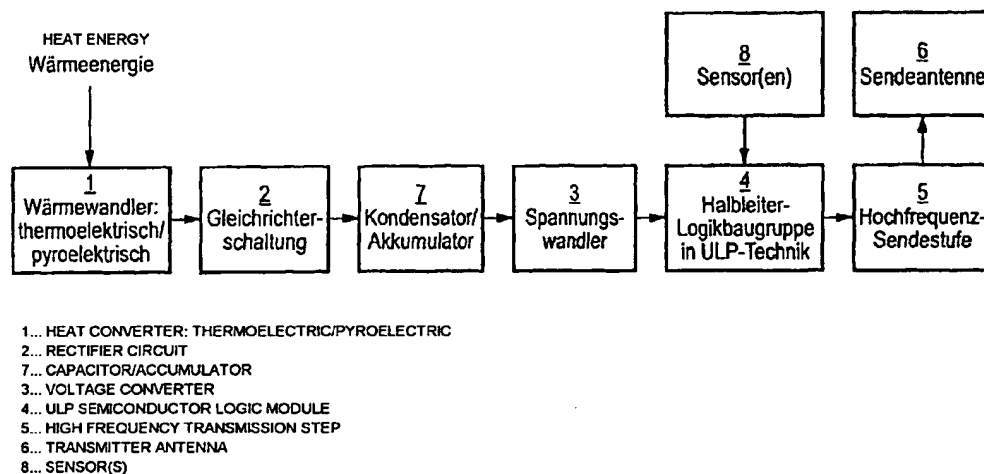 HEAT ENERGY
Wärmeenergie
8
Sensor(en)
6
Sendeantenne
1
Wärmewandler:
thermoelektrisch/
pyroelektrisch
2
Gleichrichter-
schaltung
7
Kondensator/
Akkumulator
3
Spannungs-
wandler
4
Halbleiter-
Logikbaugruppe
in ULP-Technik
5
Hochfrequenz-
Sendestufe
1... HEAT CONVERTER: THERMOELECTRIC/PYROELECTRIC
2... RECTIFIER CIRCUIT
7... CAPACITOR/ACCUMULATOR
3... VOLTAGE CONVERTER
4... ULP SEMICONDUCTOR LOGIC MODULE
5... HIGH FREQUENCY TRANSMISSION STEP
6... TRANSMITTER ANTENNA
8... SENSOR(S)